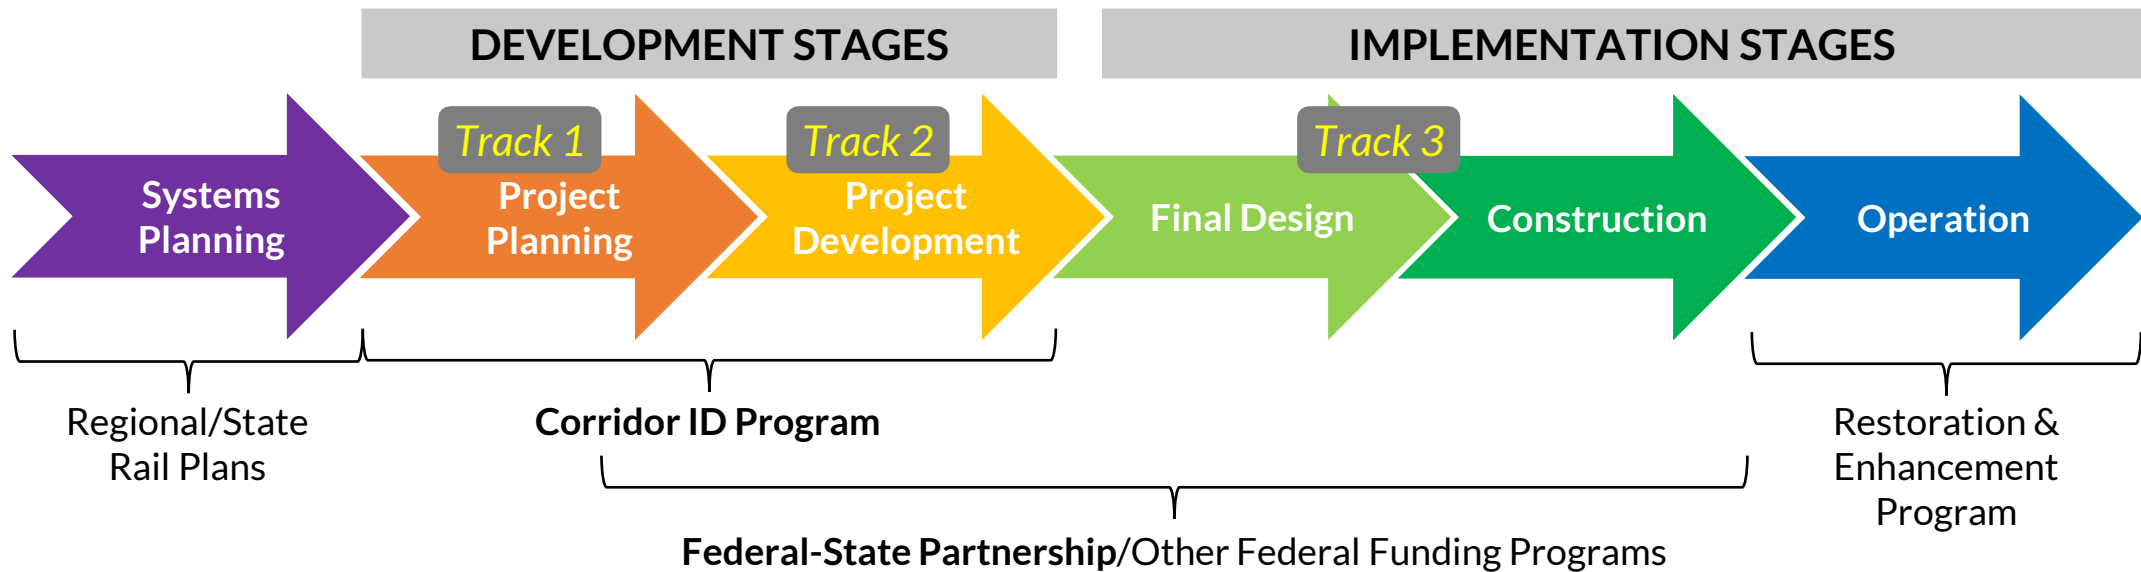 DEVELOPMENT STAGES
IMPLEMENTATION STAGES
Track 1
Track 2
Track 3
Systems
Planning
Project
Planning
Project
Development
Final Design
Construction
Operation
Regional/State
Rail Plans
Corridor ID Program
Restoration &
Enhancement
Program
Federal-State Partnership/Other Federal Funding Programs